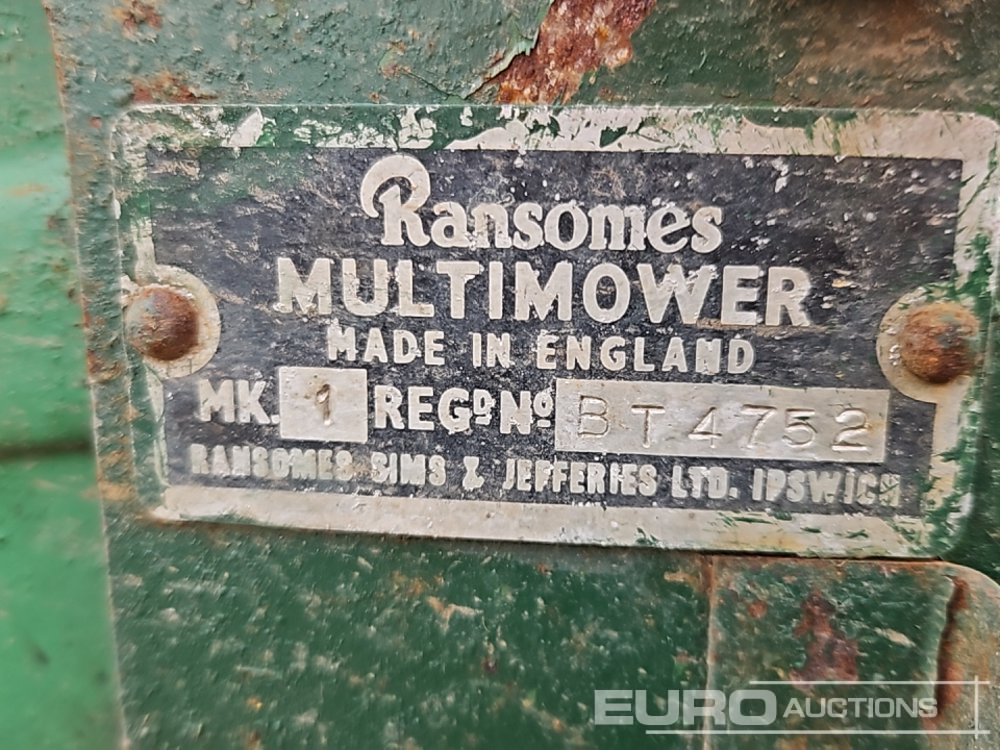 Ransomes
MULTIMOWER
MADE IN ENGLAND
MK. 1 REGD. No. BT 4752
RANSOMES SIMS & JEFFERIES LTD. IPSWICH
EURO AUCTIONS